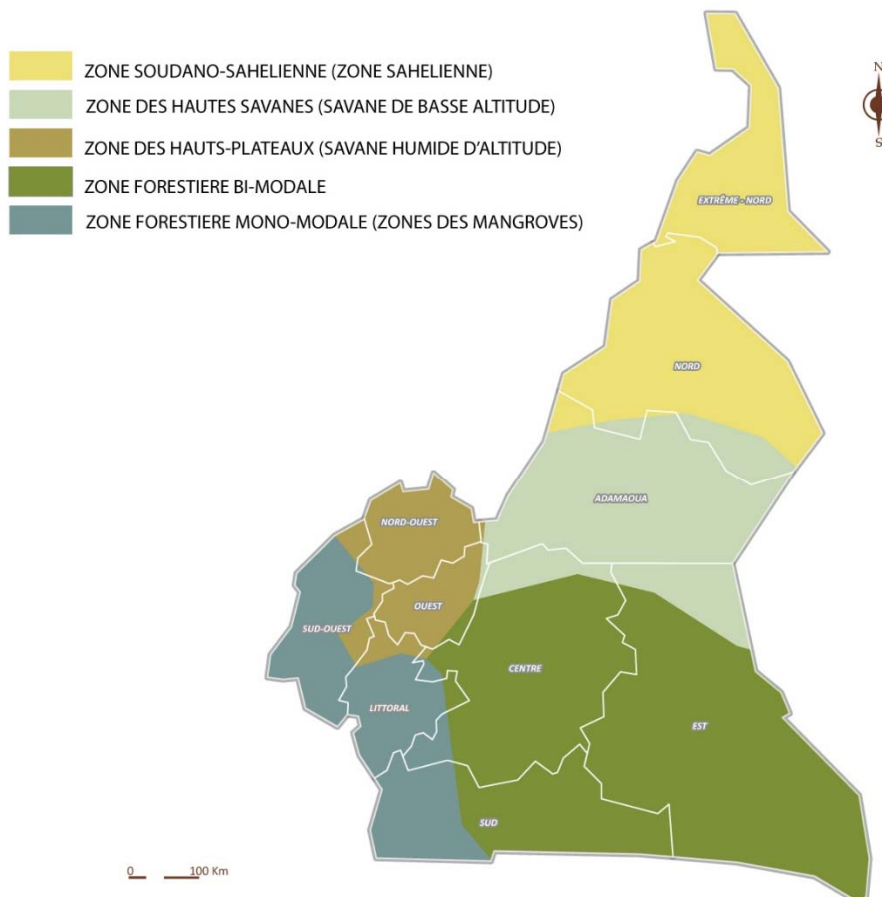 ZONE SOUDANO-SAHELIENNE (ZONE SAHELIENNE)
ZONE DES HAUTES SAVANES (SAVANE DE BASSE ALTITUDE)
ZONE DES HAUTS-PLATEAUX (SAVANE HUMIDE D'ALTITUDE)
ZONE FORESTIERE BI-MODALE
ZONE FORESTIERE MONO-MODALE (ZONES DES MANGROVES)
N
S
EXTRÊME - NORD
NORD
ADAMAOUA
NORD-OUEST
OUEST
SUD-OUEST
CENTRE
LITTORAL
EST
SUD
0 100 Km